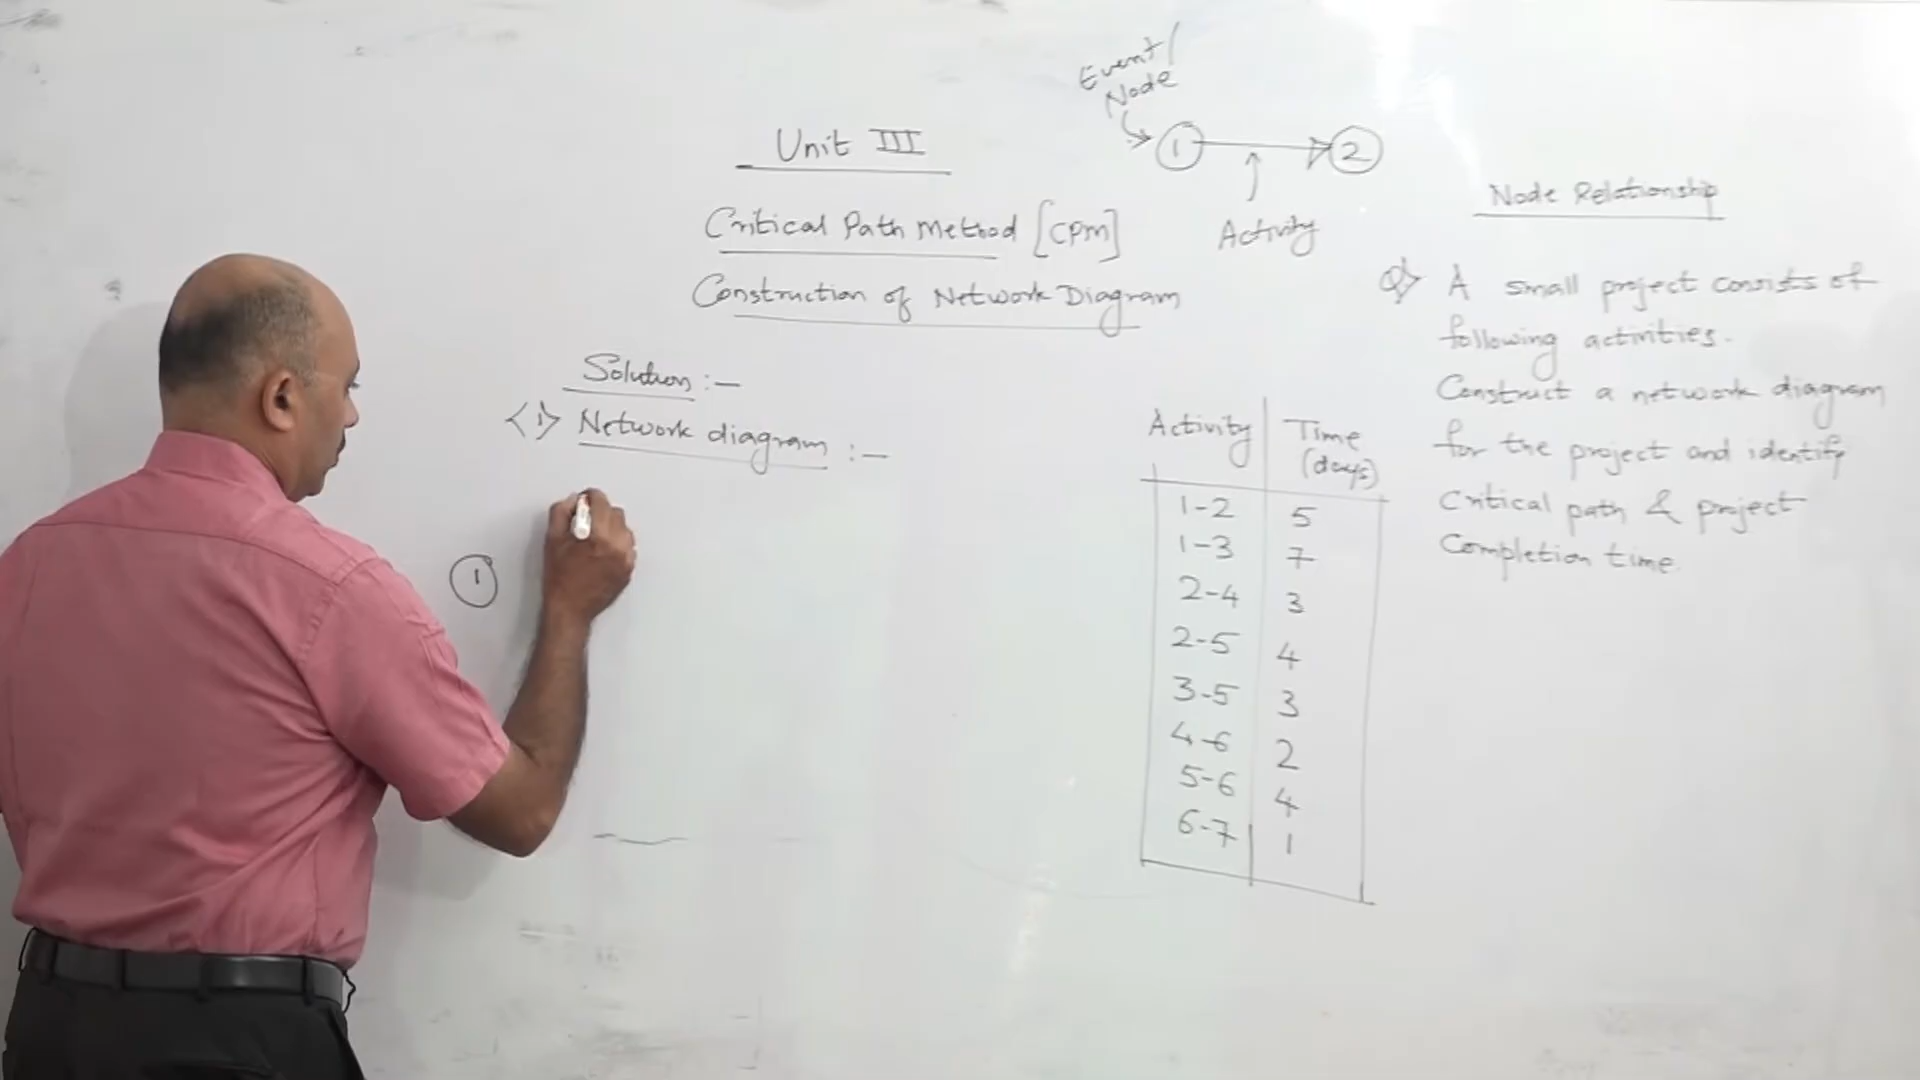 Event/
Node
1 2
Activity
Unit III
Critical Path Method [CPM]
Construction of Network Diagram
Solution :-
<1> Network diagram :-
1
Activity Time (days)
1-2 5
1-3 7
2-4 3
2-5 4
3-5 3
4-6 2
5-6 4
6-7 1
Node Relationship
Q> A small project consists of
following activities.
Construct a network diagram
for the project and identify
Critical path & project
Completion time.